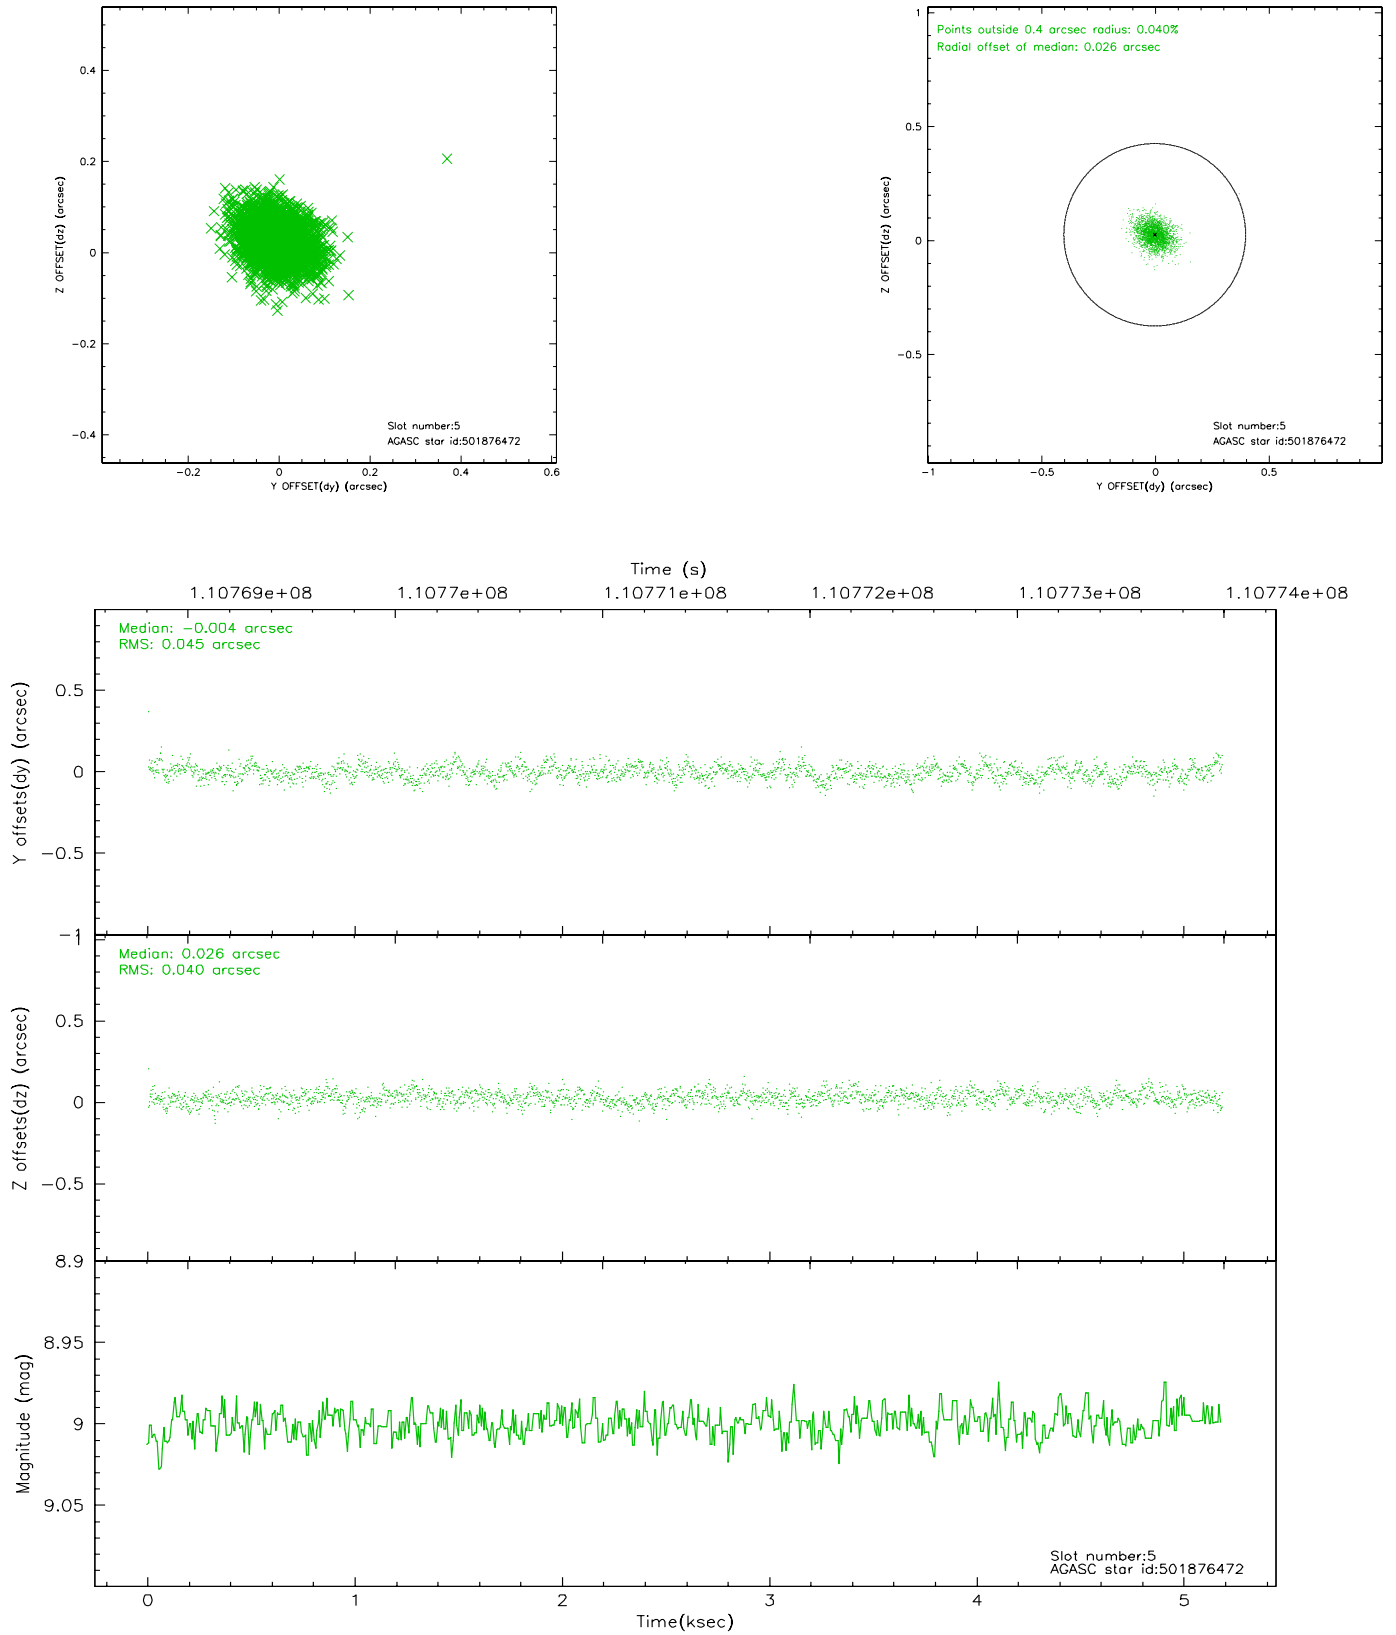 0.4
0.2
0
−0.2
−0.4
Z OFFSET(dz) (arcsec)
Slot number:5
AGASC star id:501876472
−0.2
0
0.2
0.4
0.6
Y OFFSET(dy) (arcsec)
Points outside 0.4 arcsec radius: 0.040%
Radial offset of median: 0.026 arcsec
1
0.5
0
−0.5
Z OFFSET(dz) (arcsec)
Slot number:5
AGASC star id:501876472
−1
−0.5
0
0.5
Y OFFSET(dy) (arcsec)
Time (s)
1.10769e+08
1.1077e+08
1.10771e+08
1.10772e+08
1.10773e+08
1.10774e+08
Median: −0.004 arcsec
RMS: 0.045 arcsec
0.5
0
−0.5
−1
Y offsets(dy) (arcsec)
Median: 0.026 arcsec
RMS: 0.040 arcsec
1
0.5
0
−0.5
Z offsets(dz) (arcsec)
8.9
8.95
9
9.05
Magnitude (mag)
Slot number:5
AGASC star id:501876472
0
1
2
3
4
5
Time(ksec)